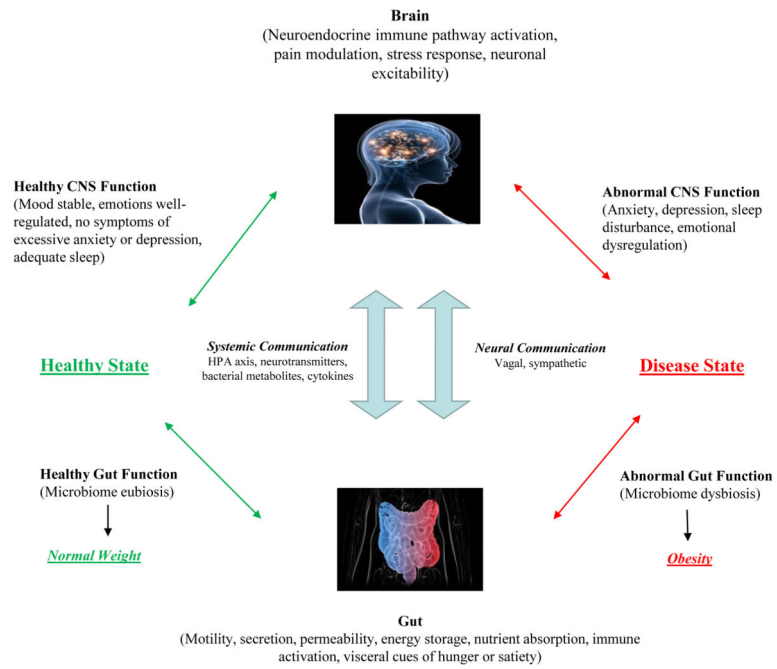 Brain
(Neuroendocrine immune pathway activation,
pain modulation, stress response, neuronal
excitability)
Healthy CNS Function
(Mood stable, emotions well-
regulated, no symptoms of
excessive anxiety or depression,
adequate sleep)
Abnormal CNS Function
(Anxiety, depression, sleep
disturbance, emotional
dysregulation)
Healthy State
Systemic Communication
HPA axis, neurotransmitters,
bacterial metabolites, cytokines
Neural Communication
Vagal, sympathetic
Disease State
Healthy Gut Function
(Microbiome eubiosis)
Normal Weight
Abnormal Gut Function
(Microbiome dysbiosis)
Obesity
Gut
(Motility, secretion, permeability, energy storage, nutrient absorption, immune
activation, visceral cues of hunger or satiety)